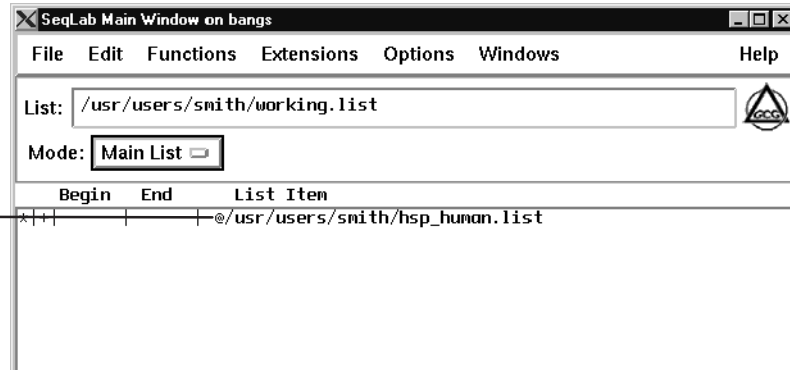 SeqLab Main Window on bangs
File Edit Functions Extensions Options Windows Help
List: /usr/users/smith/working.list
GCG
Mode: Main List
Begin End List Item
*|+| | | @/usr/users/smith/hsp_human.list